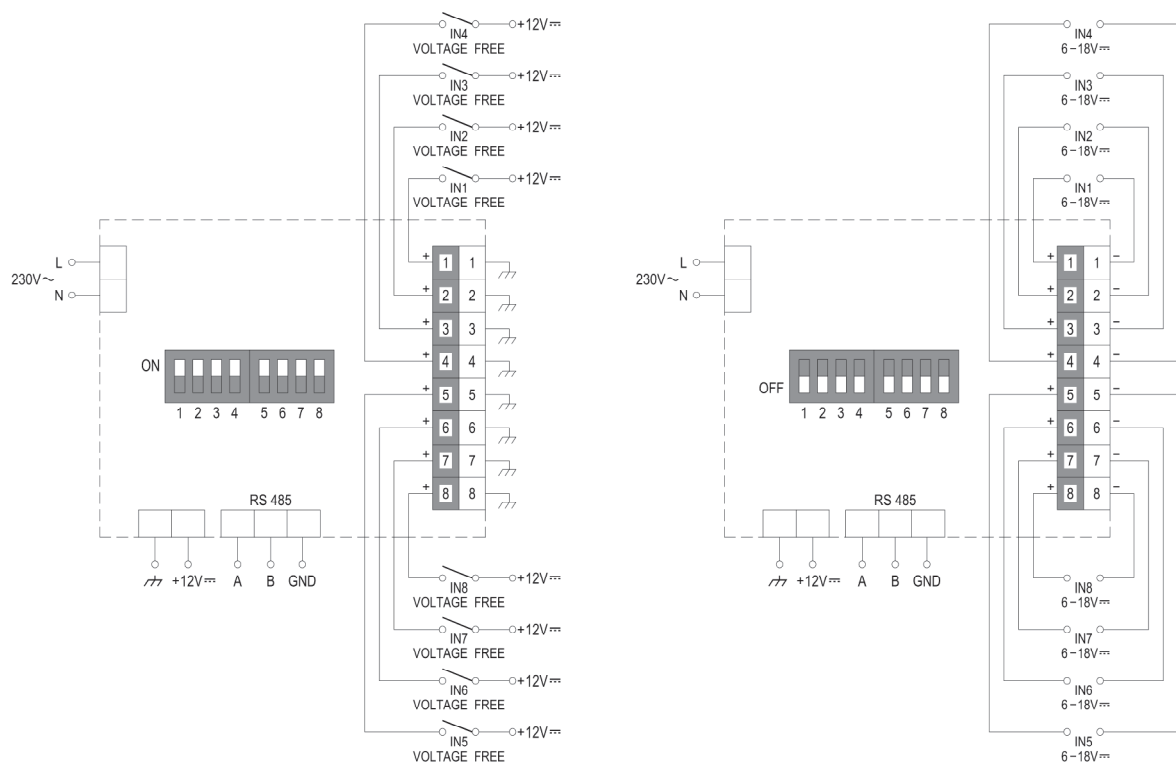 IN4
+12V⎓
VOLTAGE FREE
IN3
+12V⎓
VOLTAGE FREE
IN2
+12V⎓
VOLTAGE FREE
IN1
+12V⎓
VOLTAGE FREE
L
230V~
N
ON
1 2 3 4 5 6 7 8
+ 1 1
+ 2 2
+ 3 3
+ 4 4
+ 5 5
+ 6 6
+ 7 7
+ 8 8
RS 485
+12V⎓ A B GND
IN8
+12V⎓
VOLTAGE FREE
IN7
+12V⎓
VOLTAGE FREE
IN6
+12V⎓
VOLTAGE FREE
IN5
+12V⎓
VOLTAGE FREE
IN4
6–18V⎓
IN3
6–18V⎓
IN2
6–18V⎓
IN1
6–18V⎓
L
230V~
N
OFF
1 2 3 4 5 6 7 8
+ 1 1 –
+ 2 2 –
+ 3 3 –
+ 4 4 –
+ 5 5 –
+ 6 6 –
+ 7 7 –
+ 8 8 –
RS 485
+12V⎓ A B GND
IN8
6–18V⎓
IN7
6–18V⎓
IN6
6–18V⎓
IN5
6–18V⎓